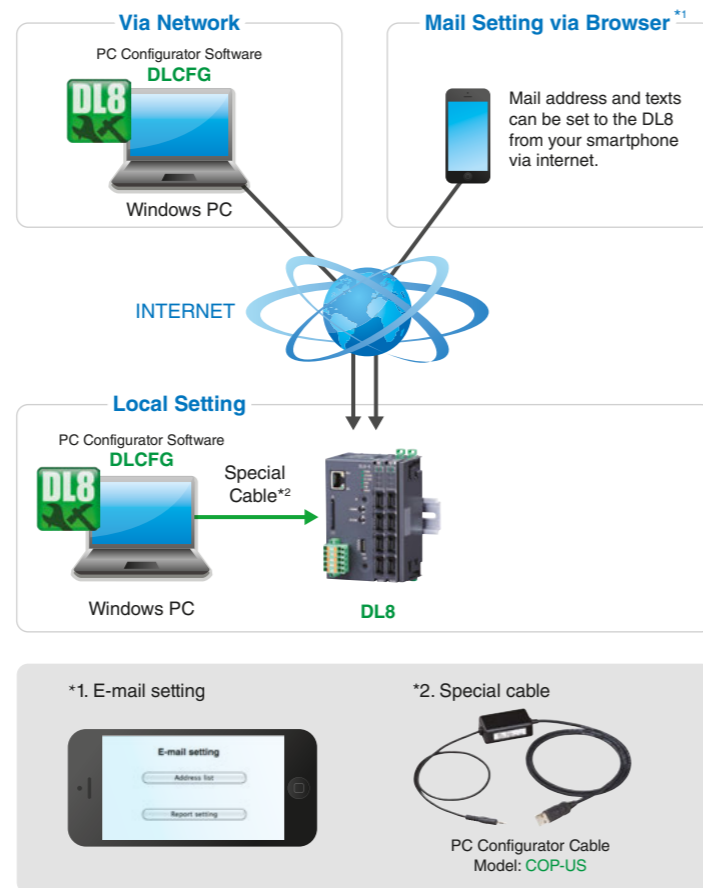 Via Network
PC Configurator Software
DLCFG
DL8
Windows PC
Mail Setting via Browser *1
Mail address and texts
can be set to the DL8
from your smartphone
via internet.
INTERNET
Local Setting
PC Configurator Software
DLCFG
DL8
Special
Cable*2
Windows PC
DL8
*1. E-mail setting
E-mail setting
Address list
Report setting
*2. Special cable
PC Configurator Cable
Model: COP-US